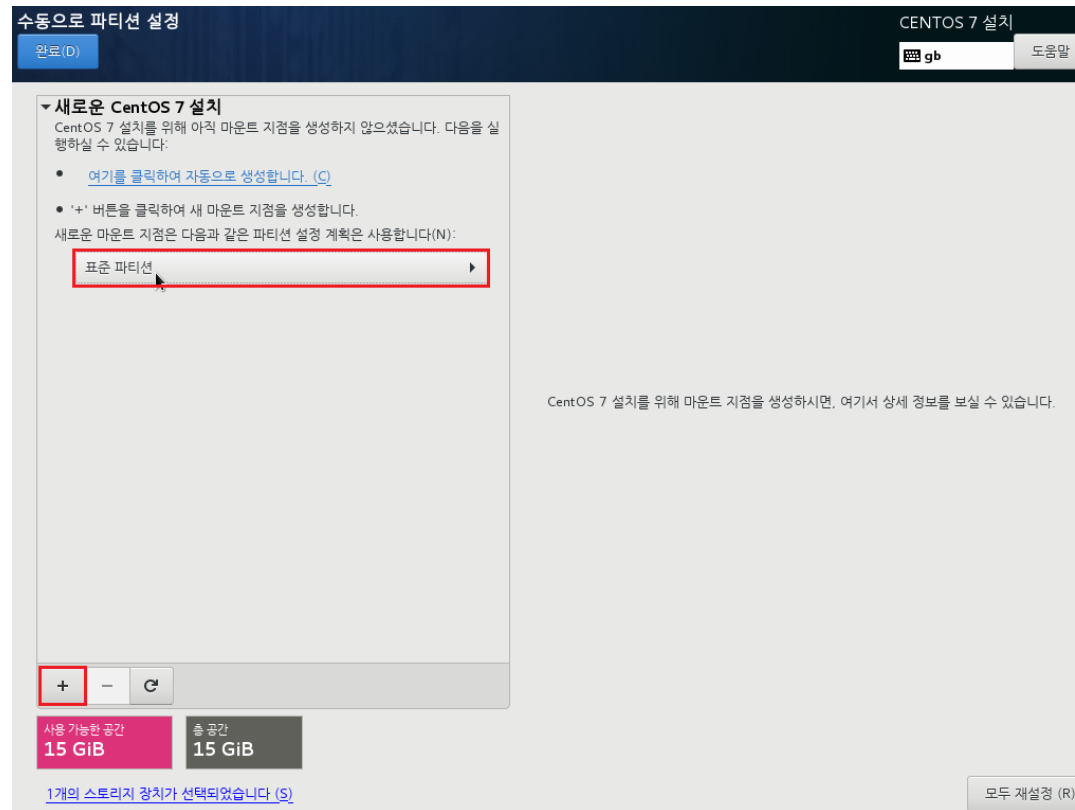 수동으로 파티션 설정
CENTOS 7 설치
완료(D)
gb
도움말
새로운 CentOS 7 설치
CentOS 7 설치를 위해 아직 마운트 지점을 생성하지 않으셨습니다. 다음을 실
행하실 수 있습니다:
여기를 클릭하여 자동으로 생성합니다. (C)
'+' 버튼을 클릭하여 새 마운트 지점을 생성합니다.
새로운 마운트 지점은 다음과 같은 파티션 설정 계획은 사용합니다(N):
표준 파티션
CentOS 7 설치를 위해 마운트 지점을 생성하시면, 여기서 상세 정보를 보실 수 있습니다.
+
−
사용 가능한 공간
15 GiB
총 공간
15 GiB
1개의 스토리지 장치가 선택되었습니다 (S)
모두 재설정 (R)